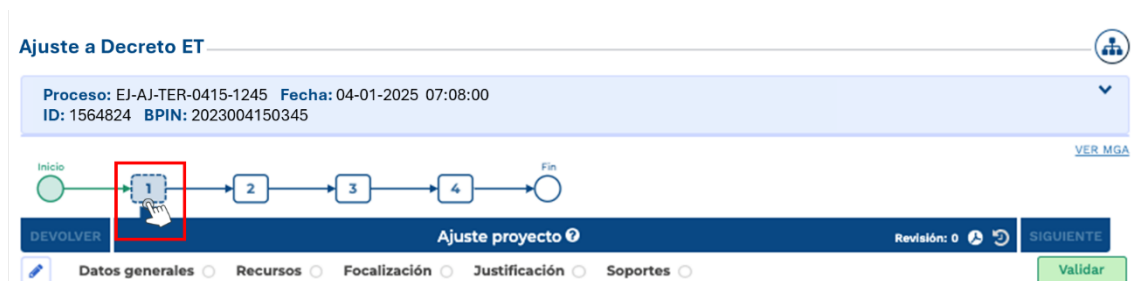 Ajuste a Decreto ET
Proceso: EJ-AJ-TER-0415-1245 Fecha: 04-01-2025 07:08:00
ID: 1564824 BPIN: 2023004150345
VER MGA
Inicio
Fin
1 2 3 4
DEVOLVER Ajuste proyecto ? Revisión: 0 SIGUIENTE
Datos generales Recursos Focalización Justificación Soportes Validar